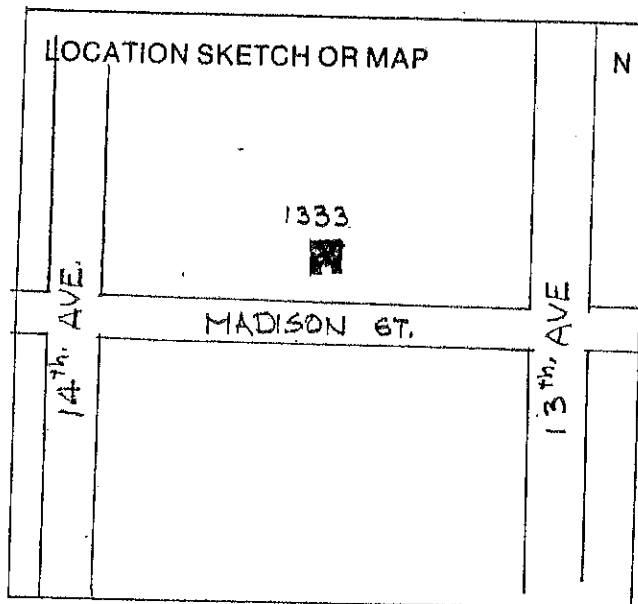 LOCATION SKETCH OR MAP
N
1333
MADISON ST.
14th. AVE.
13th. AVE